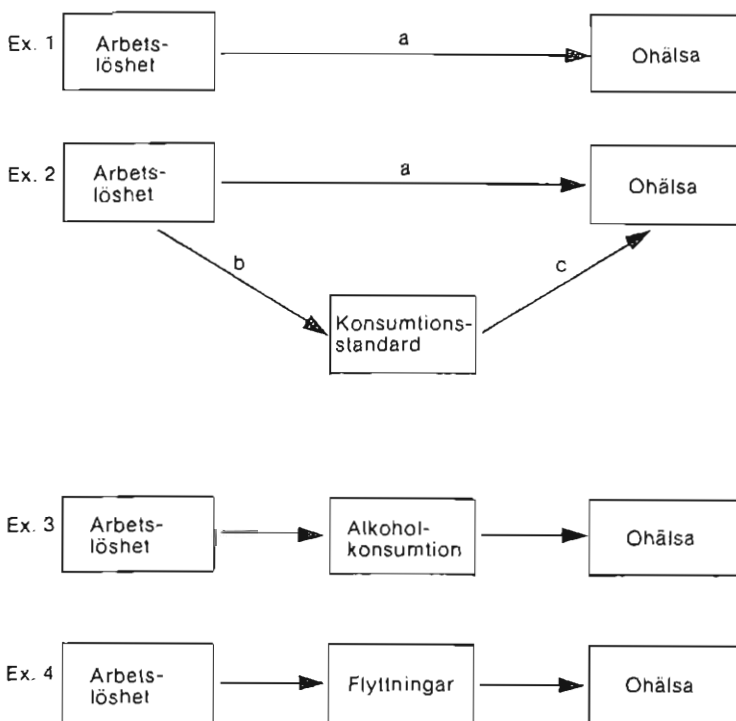 Ex. 1
Arbets-
löshet
a
Ohälsa
Ex. 2
Arbets-
löshet
a
Ohälsa
b
c
Konsumtions-
standard
Ex. 3
Arbets-
löshet
Alkohol-
konsumtion
Ohälsa
Ex. 4
Arbets-
löshet
Flyttningar
Ohälsa